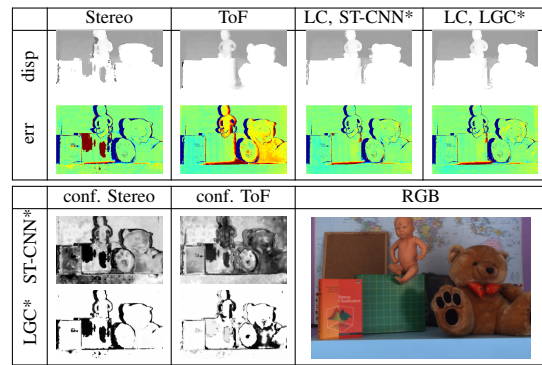 Stereo ToF LC, ST-CNN* LC, LGC*
disp
err
conf. Stereo conf. ToF RGB
ST-CNN*
LGC*